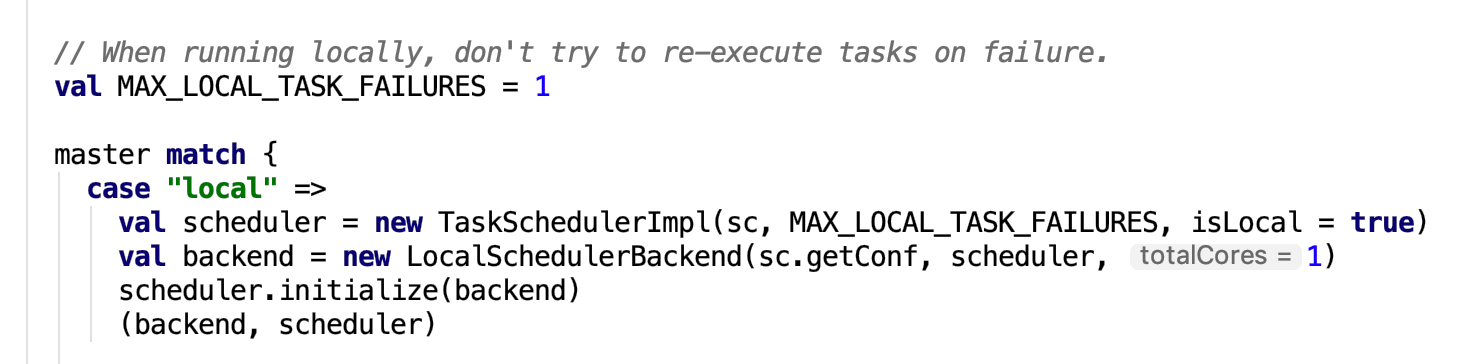 // When running locally, don't try to re-execute tasks on failure.
val MAX_LOCAL_TASK_FAILURES = 1
master match {
case "local" =>
val scheduler = new TaskSchedulerImpl(sc, MAX_LOCAL_TASK_FAILURES, isLocal = true)
val backend = new LocalSchedulerBackend(sc.getConf, scheduler, totalCores = 1)
scheduler.initialize(backend)
(backend, scheduler)